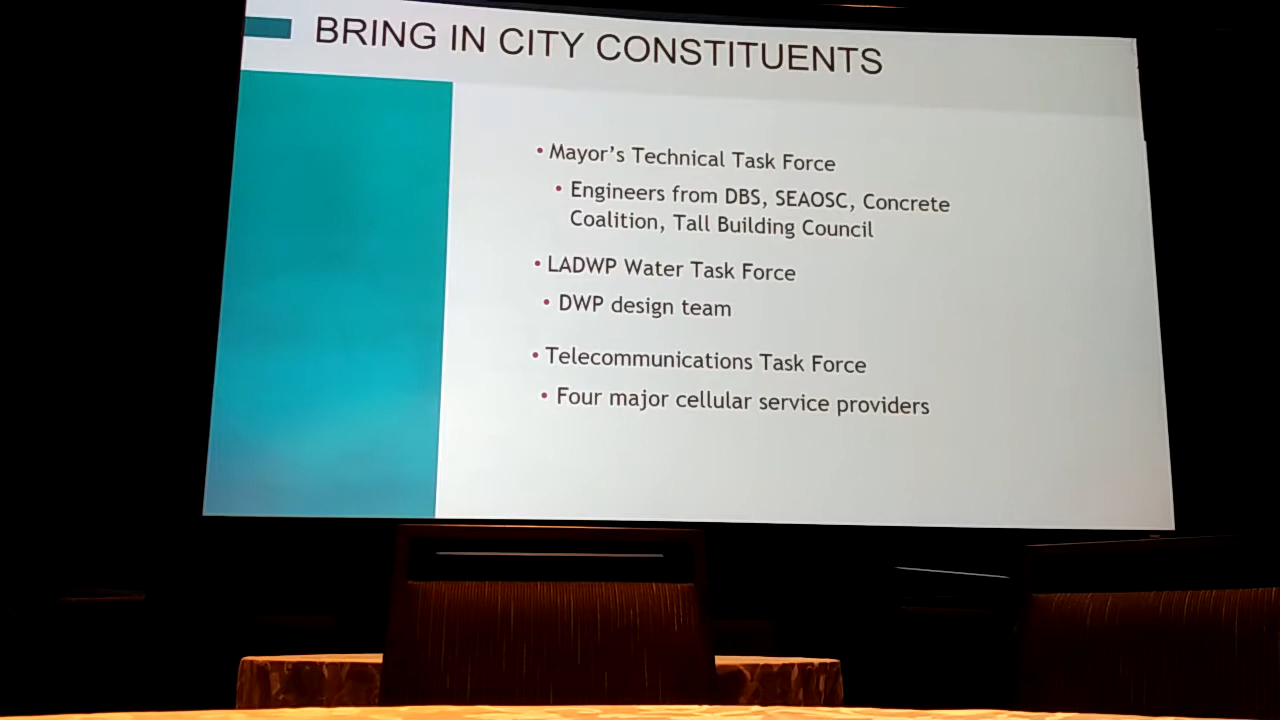 BRING IN CITY CONSTITUENTS
• Mayor's Technical Task Force
• Engineers from DBS, SEAOSC, Concrete
Coalition, Tall Building Council
• LADWP Water Task Force
• DWP design team
• Telecommunications Task Force
• Four major cellular service providers